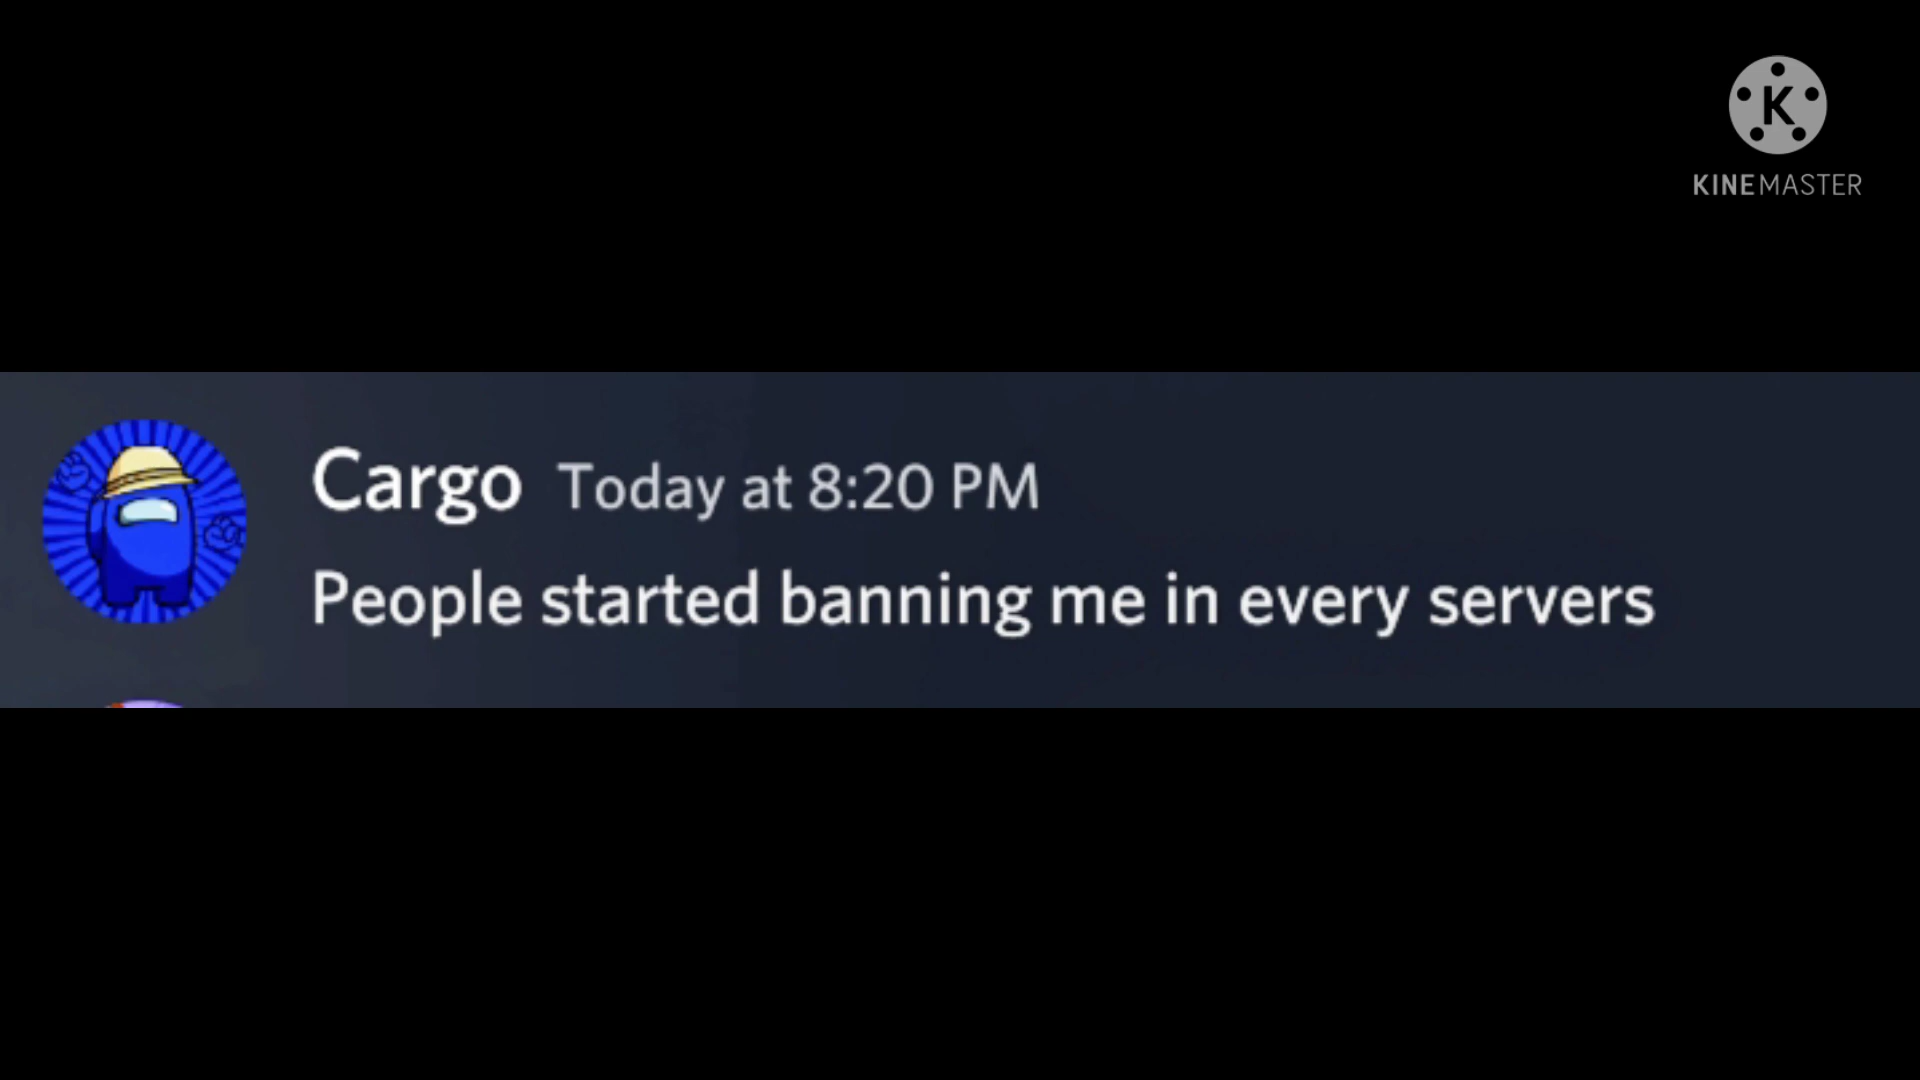 K
KINEMASTER
Cargo Today at 8:20 PM
People started banning me in every servers